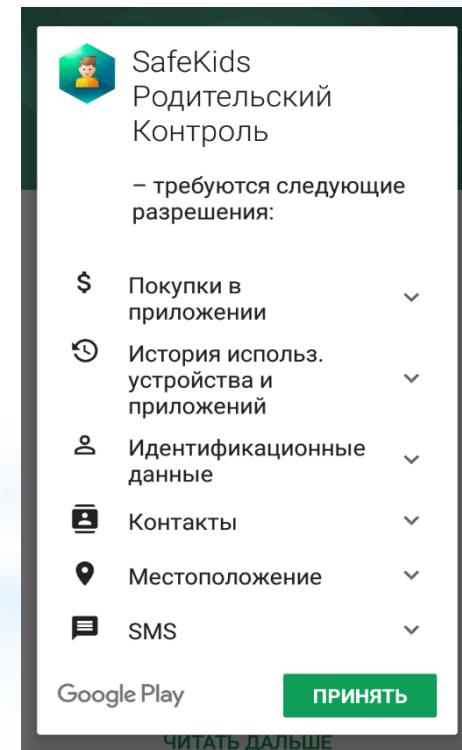 SafeKids
Родительский
Контроль
– требуются следующие
разрешения:
$
Покупки в
приложении
История использ.
устройства и
приложений
Идентификационные
данные
Контакты
Местоположение
SMS
Google Play
ПРИНЯТЬ
ЧИТАТЬ ДАЛЬШЕ